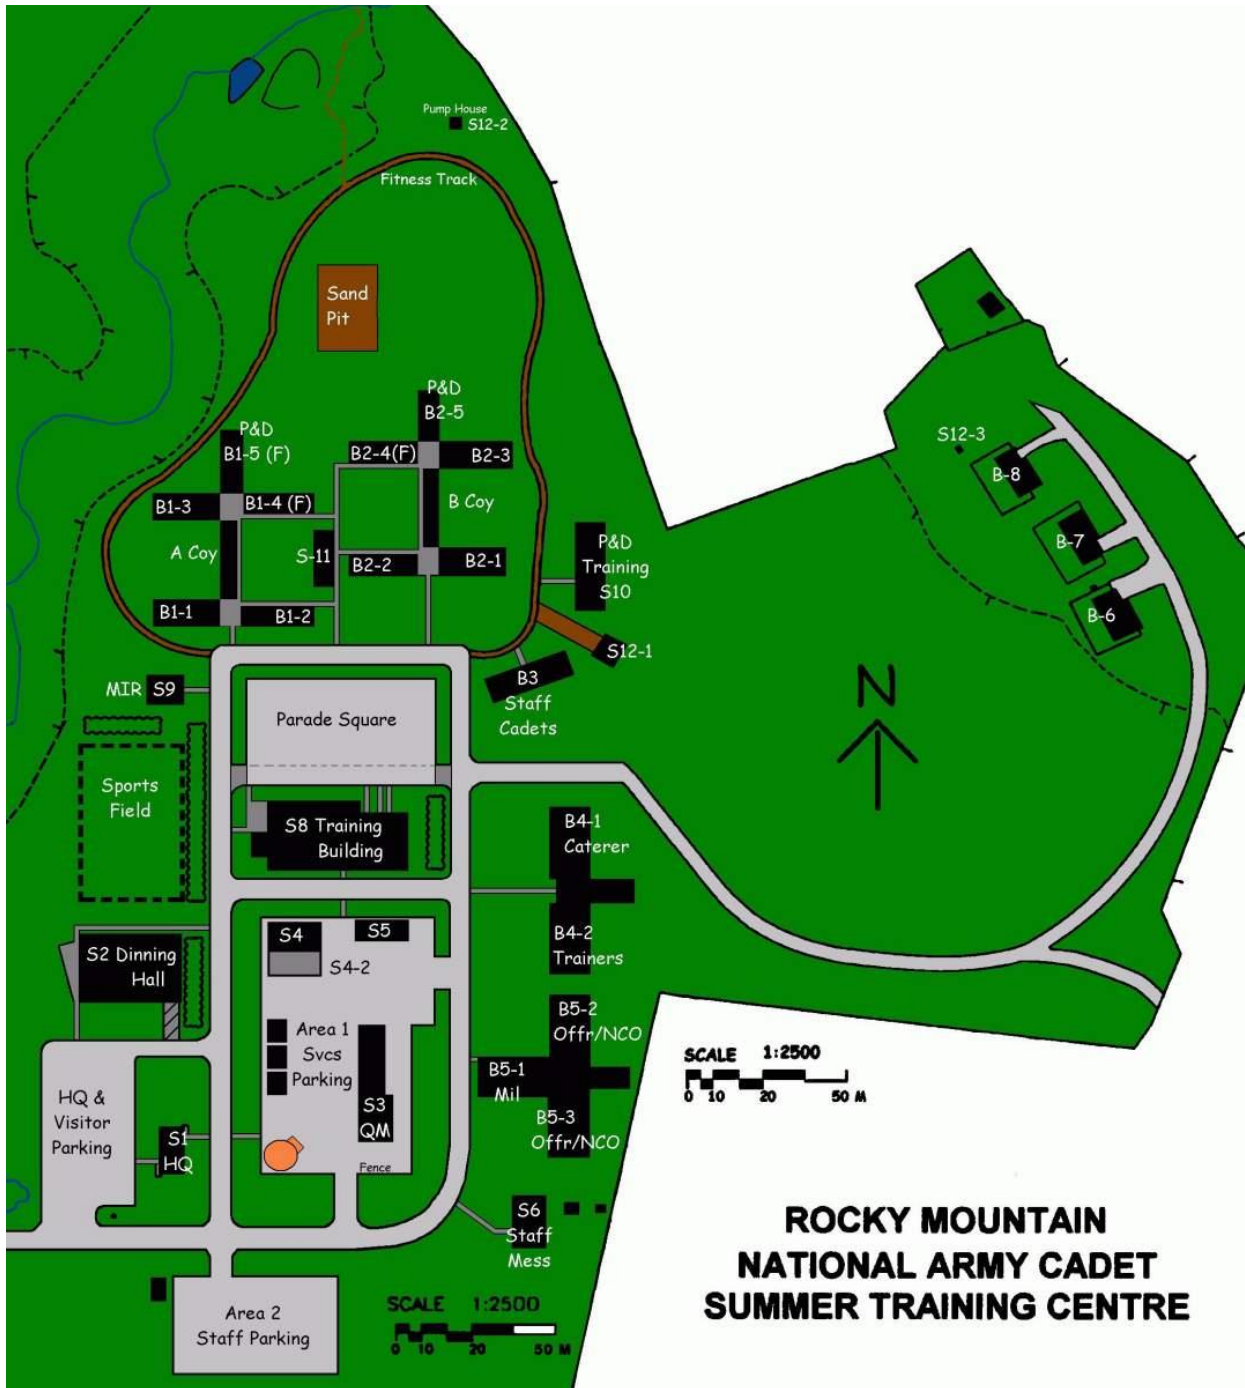 Pump House
S12-2
Fitness Track
Sand
Pit
P&D
B2-5
P&D
B1-5 (F)
B2-4(F)
B2-3
B1-3
B1-4 (F)
B Coy
A Coy
S-11
B2-2
B2-1
B1-1
B1-2
P&D
Training
S10
S12-1
B3
Staff
Cadets
S12-3
B-8
B-7
B-6
N
MIR
S9
Parade Square
Sports
Field
S8 Training
Building
B4-1
Caterer
B4-2
Trainers
S4
S5
S4-2
S2 Dinning
Hall
Area 1
Svcs
Parking
B5-2
Offr/NCO
B5-1
Mil
B5-3
Offr/NCO
S3
QM
HQ &
Visitor
Parking
S1
HQ
Fence
S6
Staff
Mess
Area 2
Staff Parking
SCALE 1:2500
0 10 20 50 M
SCALE 1:2500
0 10 20 50 M
ROCKY MOUNTAIN
NATIONAL ARMY CADET
SUMMER TRAINING CENTRE